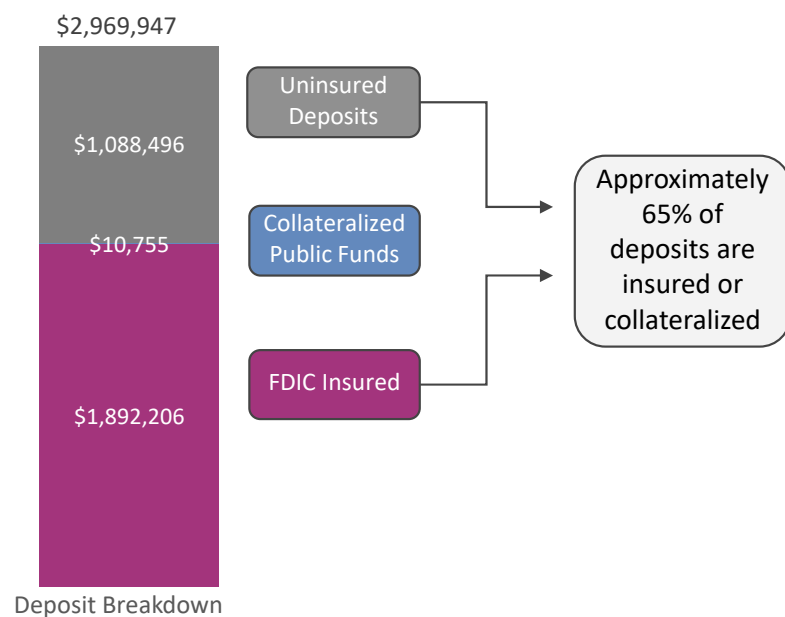 $2,969,947
$1,088,496
$10,755
$1,892,206
Deposit Breakdown
Uninsured
Deposits
Collateralized
Public Funds
FDIC Insured
Approximately
65% of
deposits are
insured or
collateralized